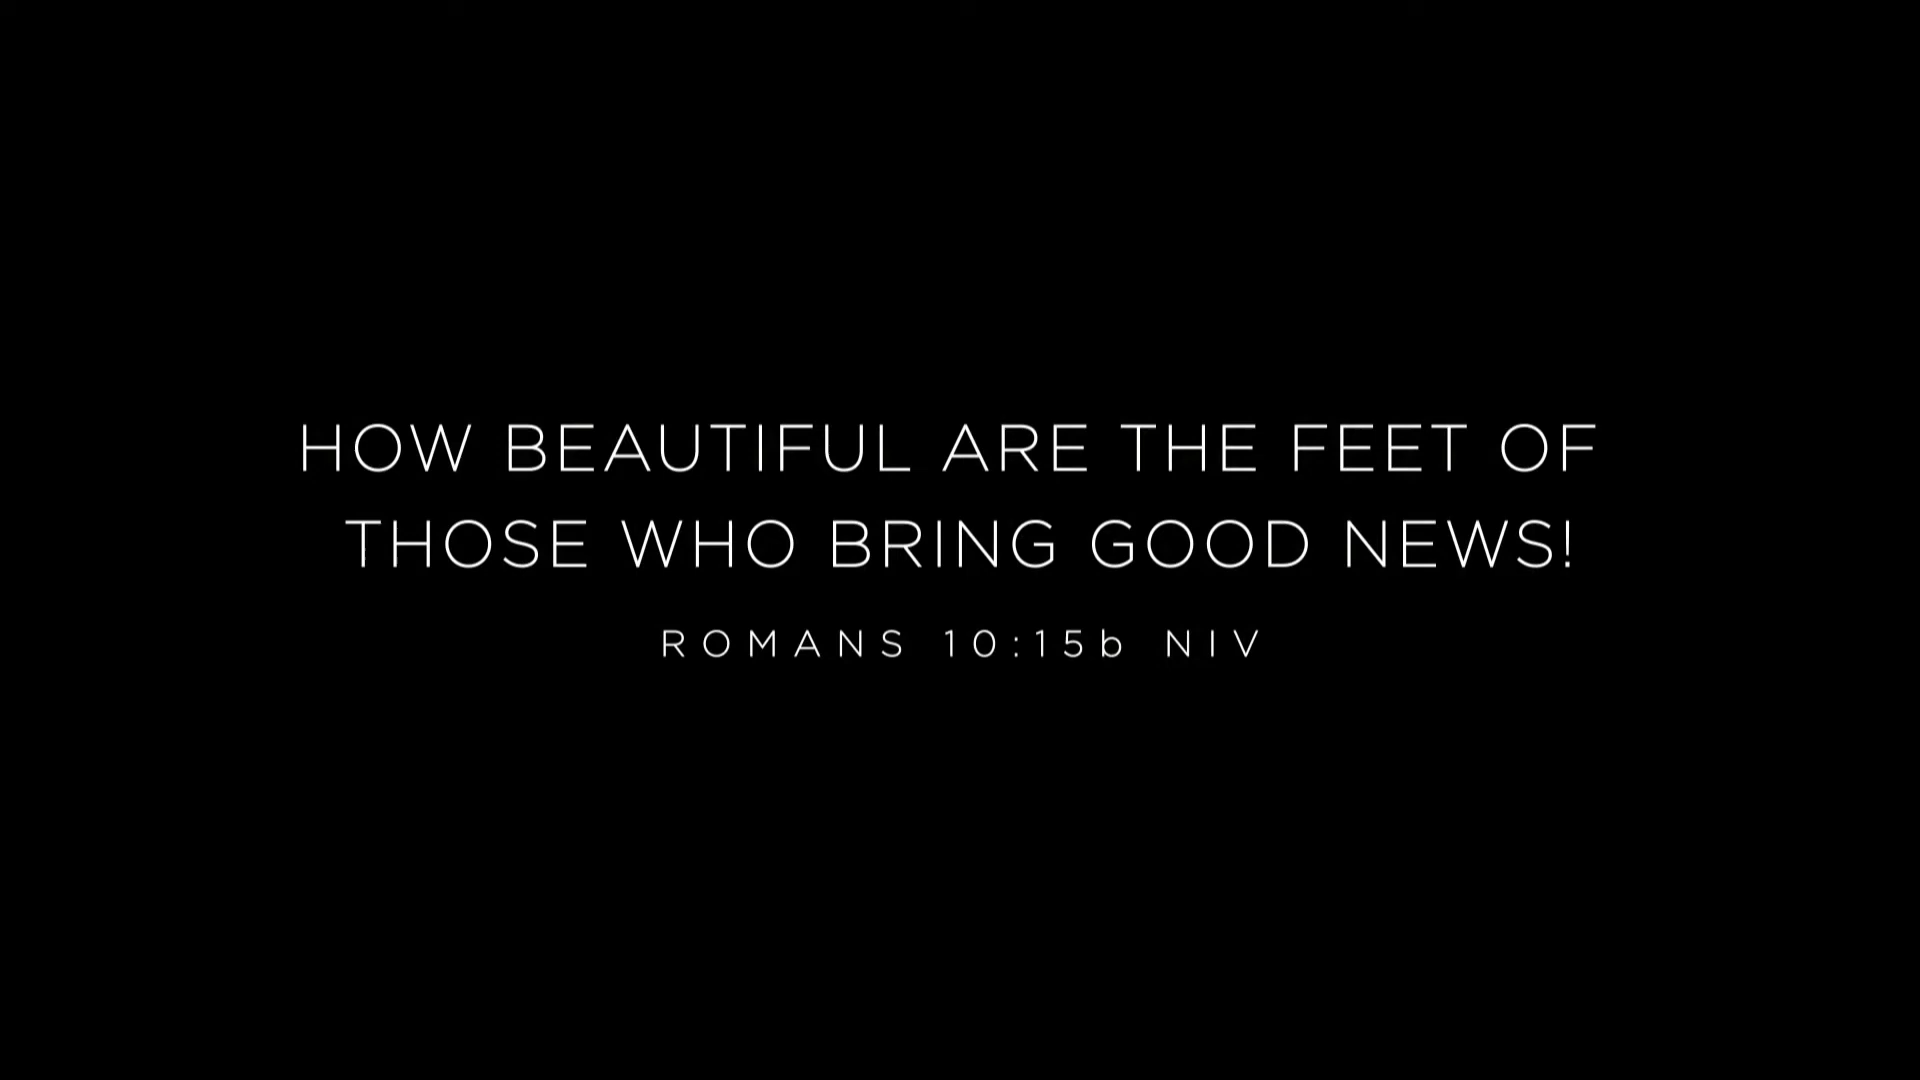 HOW BEAUTIFUL ARE THE FEET OF
THOSE WHO BRING GOOD NEWS!
ROMANS 10:15b NIV